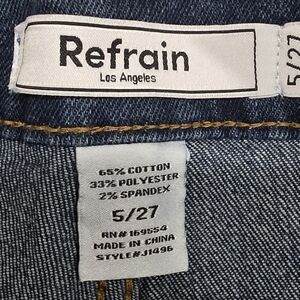 Refrain
Los Angeles
5/27
65% COTTON
33% POLYESTER
2% SPANDEX
5/27
RN# 169554
MADE IN CHINA
STYLE#J1496